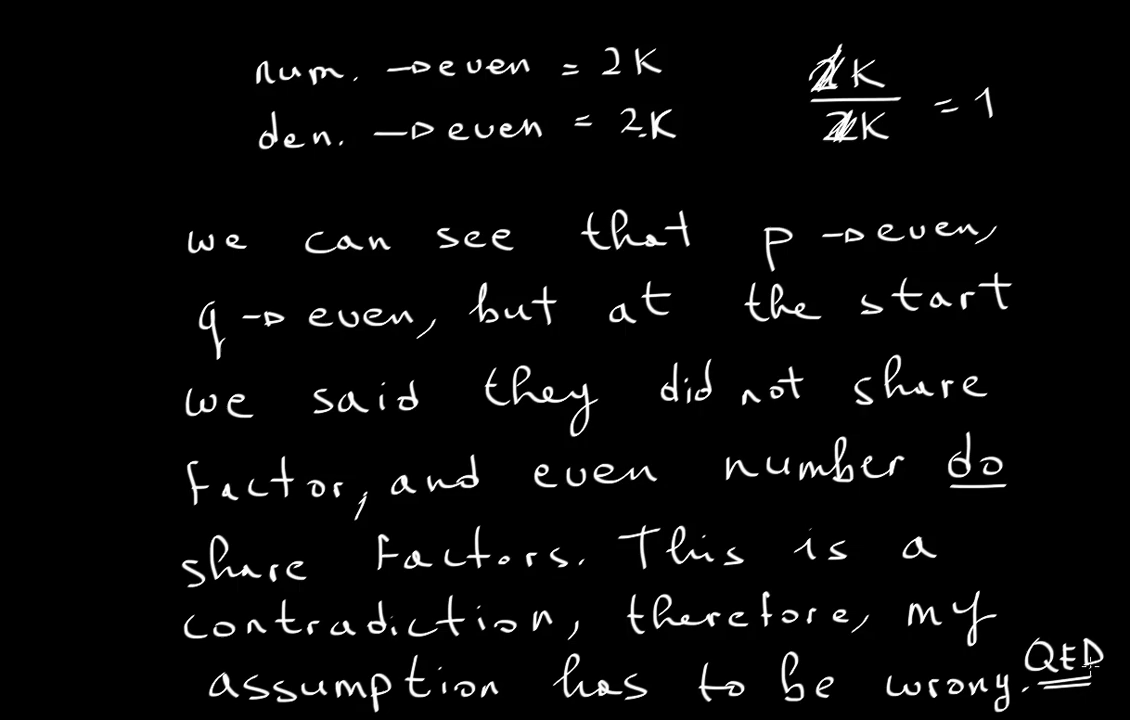 num. → even = 2K
den. → even = 2K
2K/2K = 1
we can see that p → even,
q → even, but at the start
we said they did not share
factor, and even number do
share factors. This is a
contradiction, therefore, my
assumption has to be wrong. QED